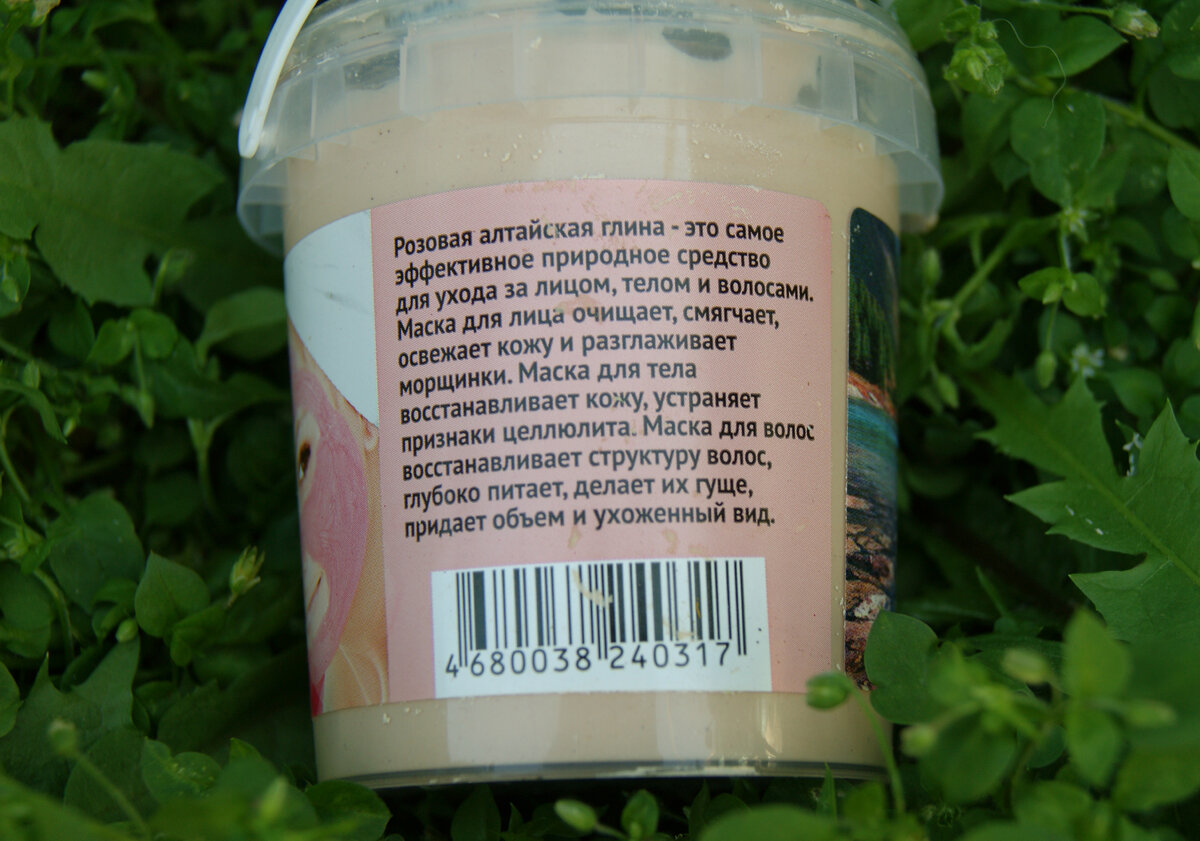 Розовая алтайская глина - это самое
эффективное природное средство
для ухода за лицом, телом и волосами.
Маска для лица очищает, смягчает,
освежает кожу и разглаживает
морщинки. Маска для тела
восстанавливает кожу, устраняет
признаки целлюлита. Маска для волос
восстанавливает структуру волос,
глубоко питает, делает их гуще,
придает объем и ухоженный вид.
4 680038 240317